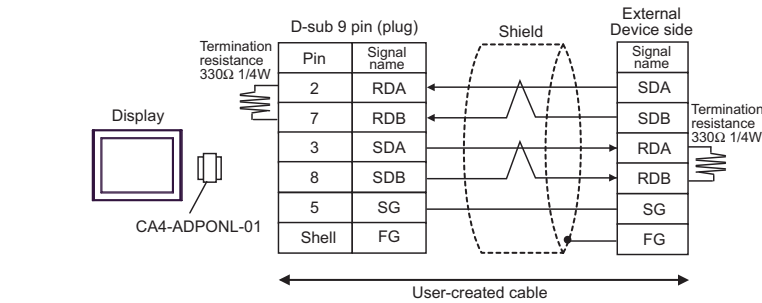 D-sub 9 pin (plug)
Shield
External
Device side
Termination
resistance
330Ω 1/4W
Pin
Signal
name
Signal
name
2
RDA
SDA
7
RDB
SDB
Termination
resistance
330Ω 1/4W
Display
3
SDA
RDA
8
SDB
RDB
5
SG
SG
CA4-ADPONL-01
Shell
FG
FG
User-created cable